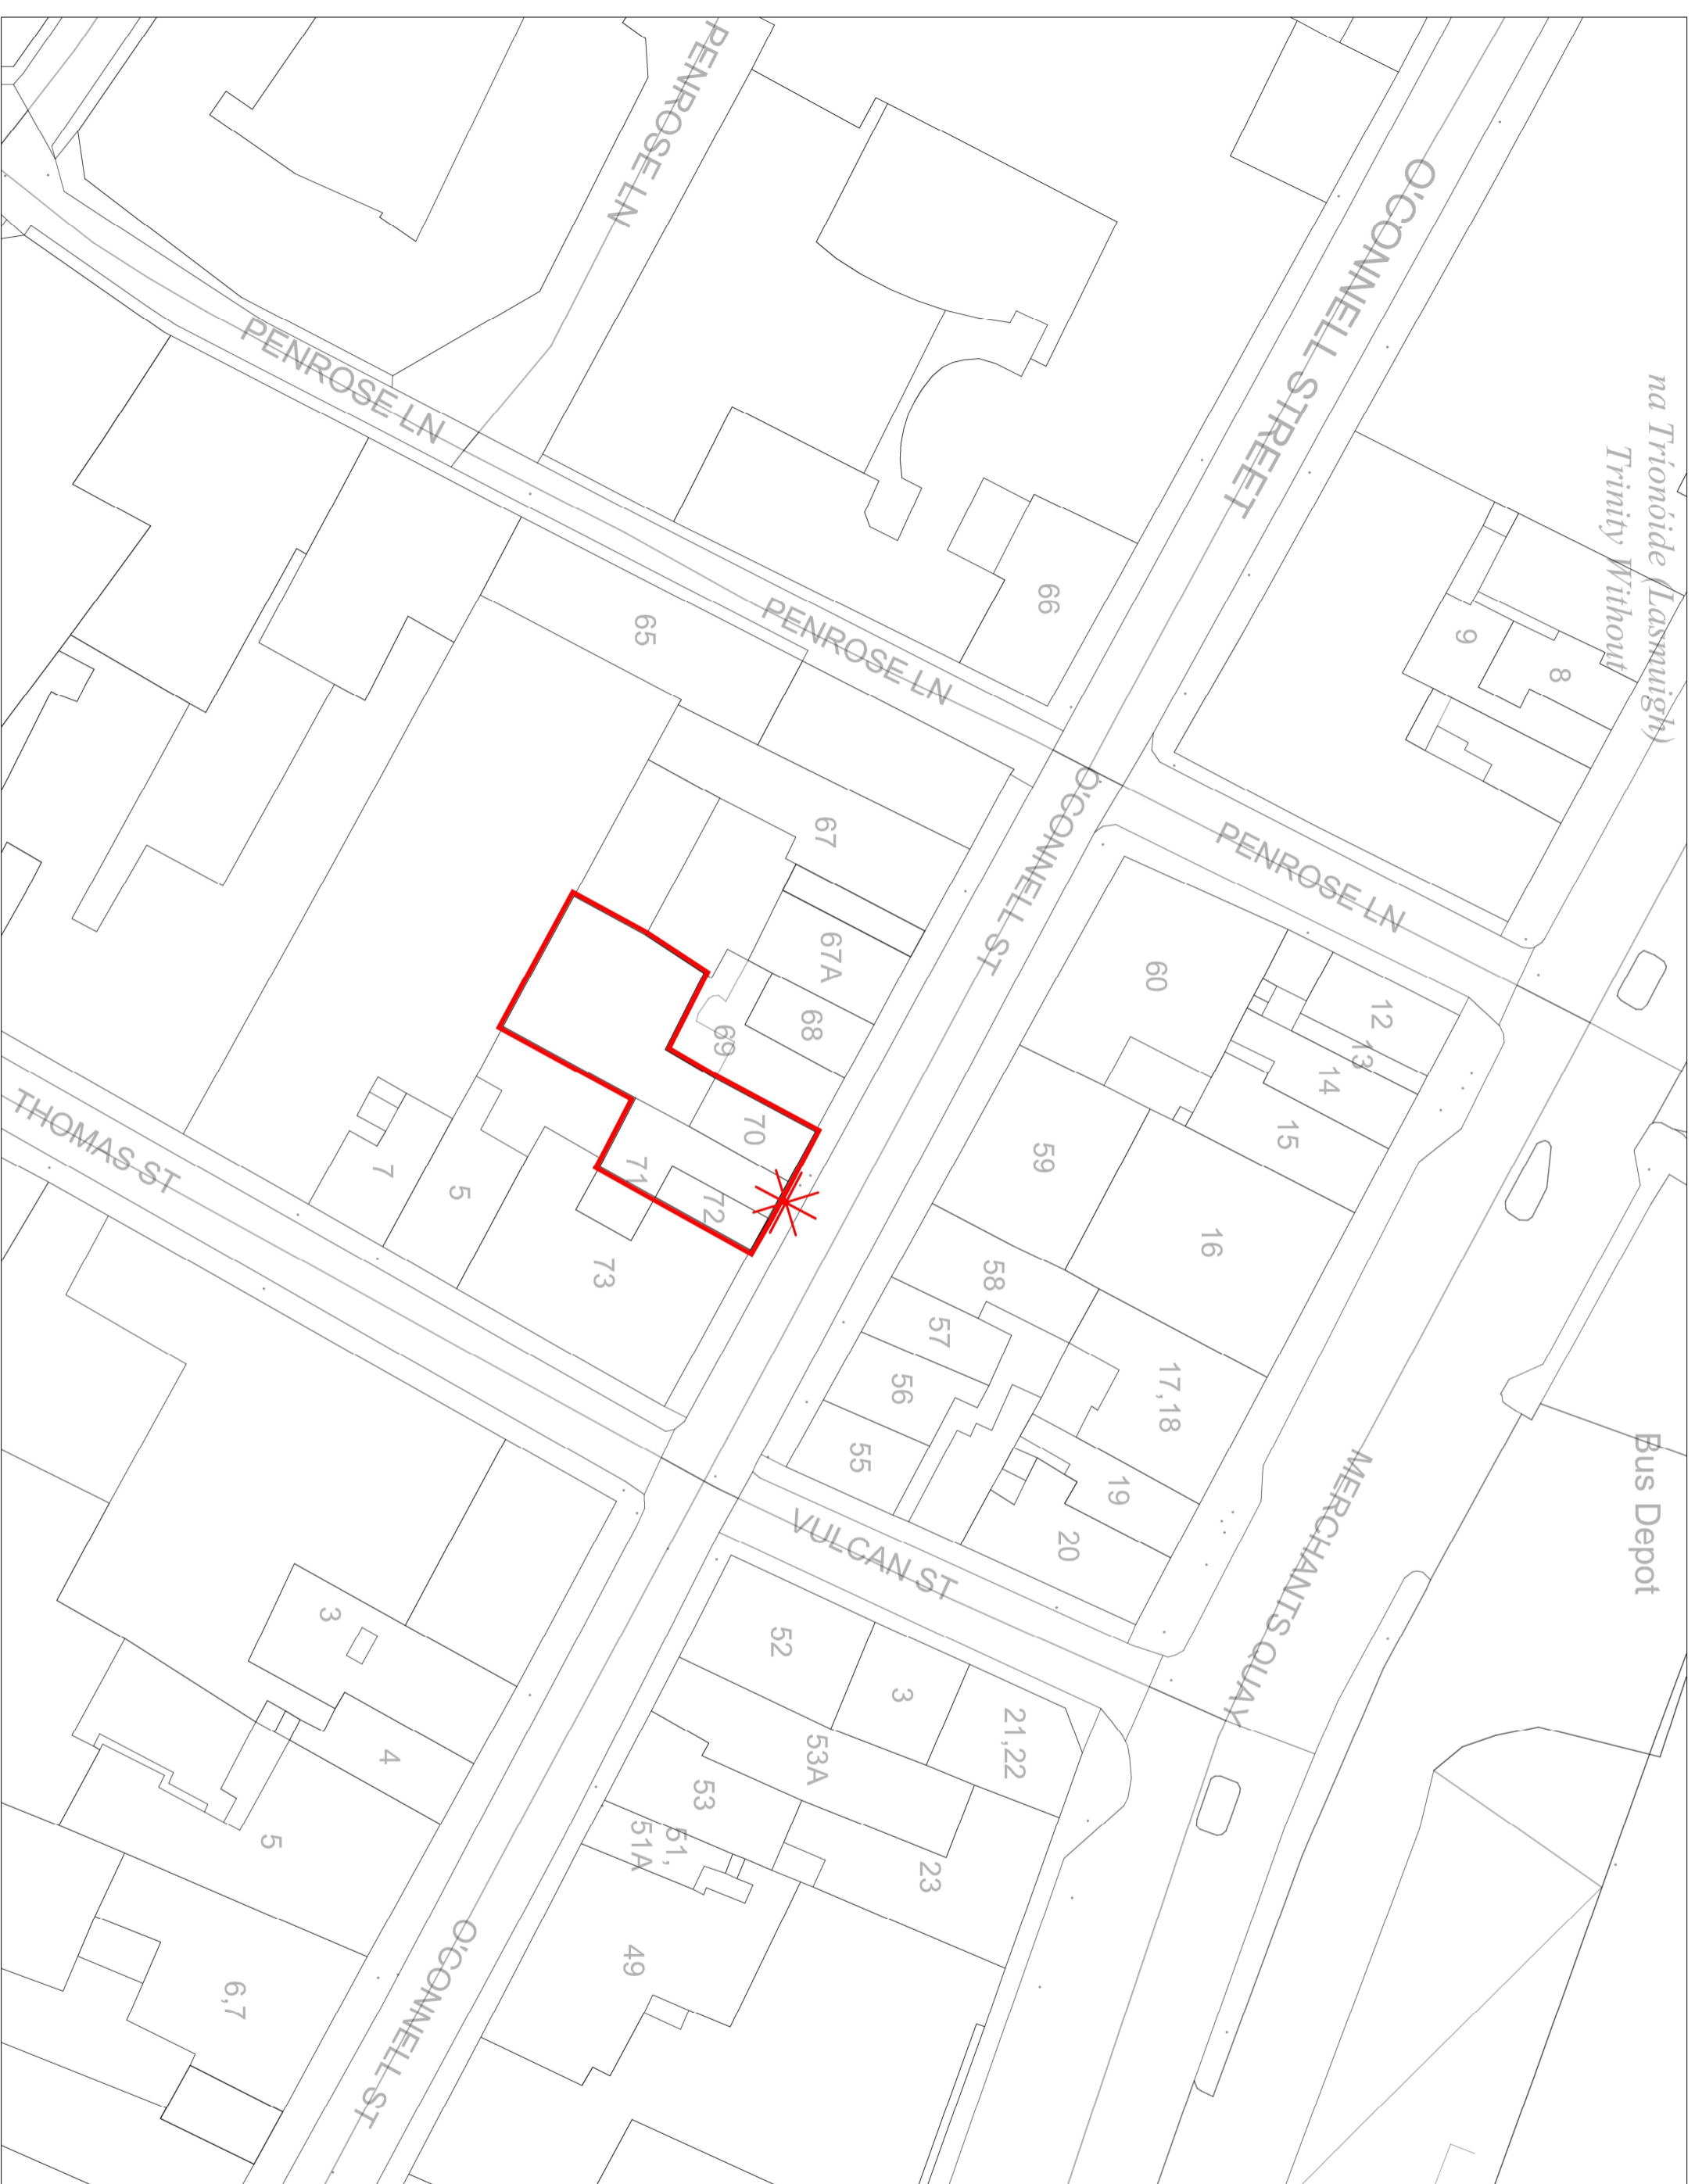 na Tríonóide (Lasmuigh)
Trinity Without
Bus Depot
O'CONNELL STREET
8
9
MERCHANTS QUAY
PENROSE LN
12
13
14
15
16
17,18
19
20
21,22
23
66
60
59
58
57
56
55
O'CONNELL ST
VULCAN ST
52
3
53A
53
51,
51A
49
PENROSE LN
PENROSE LN
PENROSE LN
65
67
67A
68
69
70
71
72
73
5
7
THOMAS ST
3
4
5
6,7
O'CONNELL ST